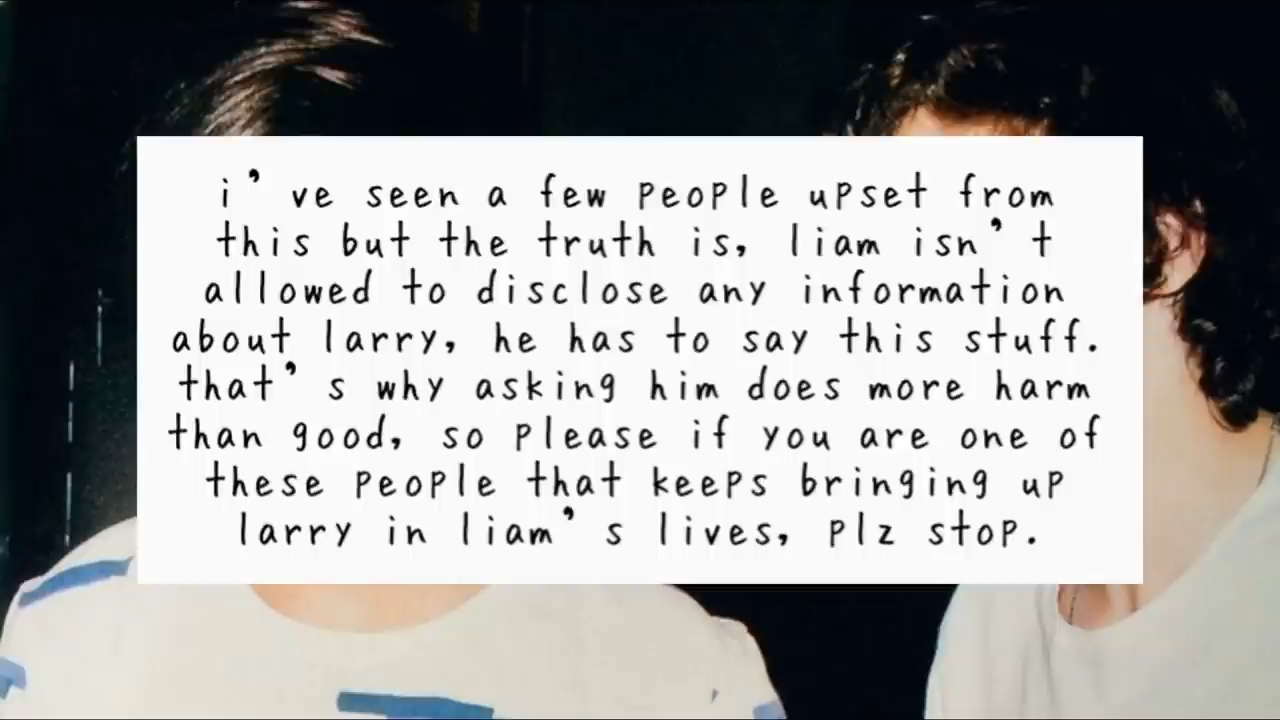 i’ve seen a few people upset from
this but the truth is, liam isn’t
allowed to disclose any information
about larry, he has to say this stuff.
that’s why asking him does more harm
than good, so please if you are one of
these people that keeps bringing up
larry in liam’s lives, plz stop.